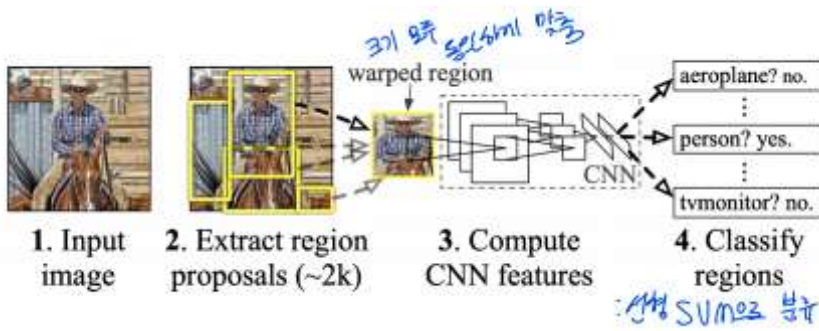 크기 모두 동일하게 맞춤
warped region
aeroplane? no.
⋮
person? yes.
⋮
tvmonitor? no.
CNN
1. Input image
2. Extract region proposals (~2k)
3. Compute CNN features
4. Classify regions
:선형 SVM으로 분류